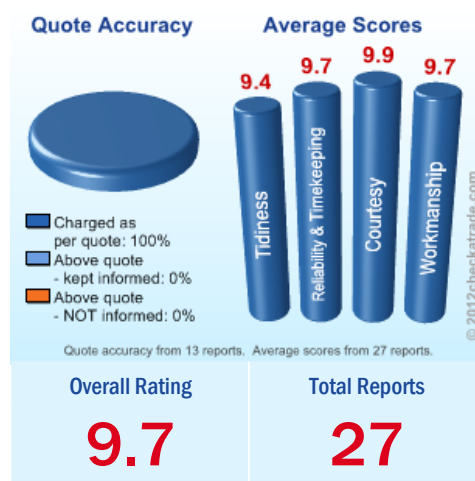 Quote Accuracy
Average Scores
9.4
9.7
9.9
9.7
Tidiness
Reliability & Timekeeping
Courtesy
Workmanship
Charged as
per quote: 100%
Above quote
- kept informed: 0%
Above quote
- NOT informed: 0%
© 2012checkatrade.com
Quote accuracy from 13 reports. Average scores from 27 reports.
Overall Rating
9.7
Total Reports
27